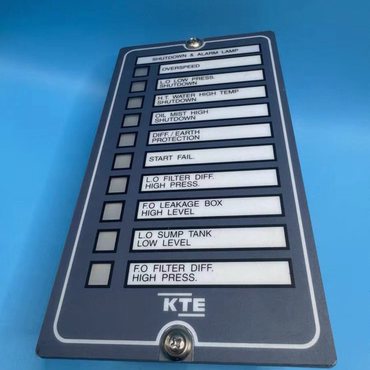 SHUTDOWN & ALARM LAMP
OVERSPEED
L.O LOW PRESS.
SHUTDOWN
H.T. WATER HIGH TEMP
SHUTDOWN
OIL MIST HIGH
SHUTDOWN
DIFF./EARTH
PROTECTION
START FAIL.
L.O FILTER DIFF.
HIGH PRESS.
F.O LEAKAGE BOX
HIGH LEVEL
L.O SUMP TANK
LOW LEVEL
F.O FILTER DIFF.
HIGH PRESS.
KTE